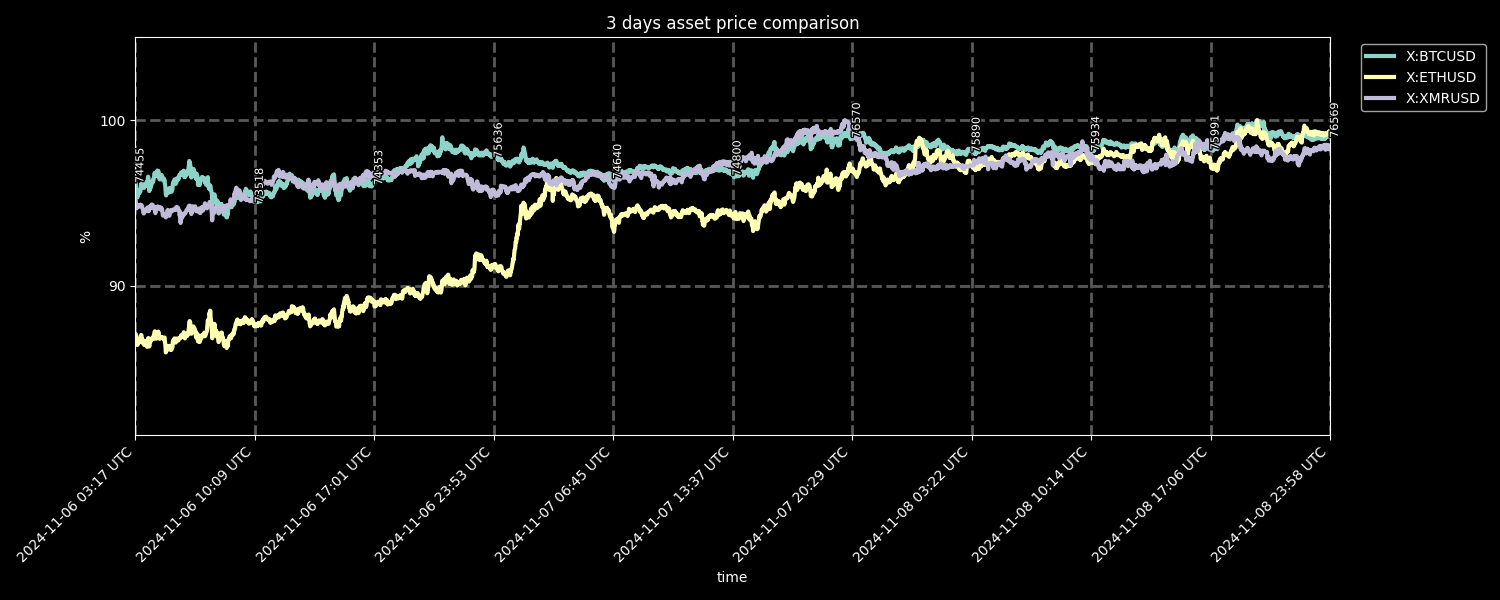 3 days asset price comparison
X:BTCUSD
X:ETHUSD
X:XMRUSD
100
90
%
74455
73518
74353
75636
74640
74800
76570
75890
75934
75991
76569
2024-11-06 03:17 UTC
2024-11-06 10:09 UTC
2024-11-06 17:01 UTC
2024-11-06 23:53 UTC
2024-11-07 06:45 UTC
2024-11-07 13:37 UTC
2024-11-07 20:29 UTC
2024-11-08 03:22 UTC
2024-11-08 10:14 UTC
2024-11-08 17:06 UTC
2024-11-08 23:58 UTC
time